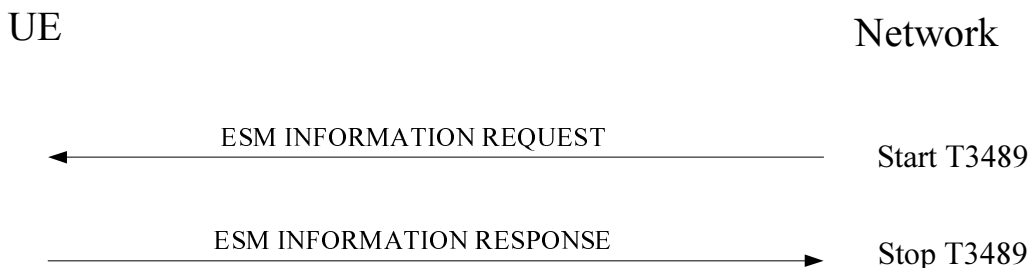 UE
Network
ESM INFORMATION REQUEST
Start T3489
ESM INFORMATION RESPONSE
Stop T3489